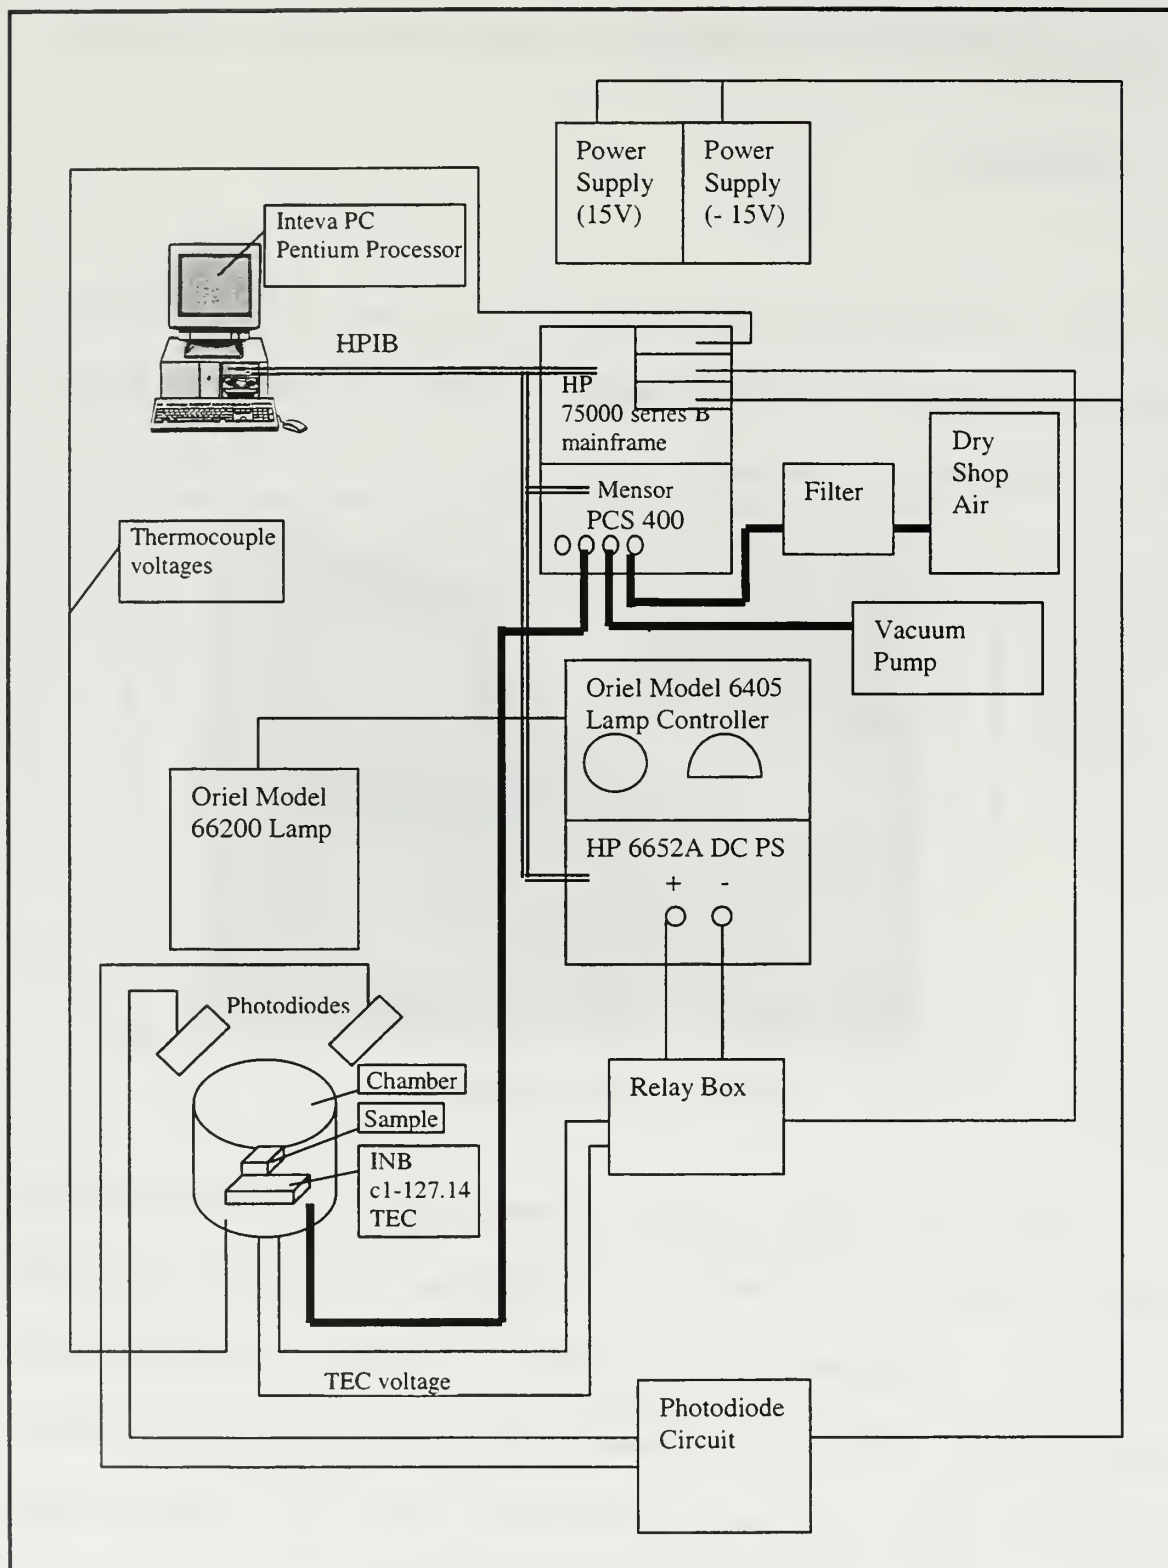 Power
Supply
(15V)
Power
Supply
(- 15V)
Inteva PC
Pentium Processor
HPIB
HP
75000 series B
mainframe
Mensor
PCS 400
Filter
Dry
Shop
Air
Thermocouple
voltages
Vacuum
Pump
Oriel Model 6405
Lamp Controller
Oriel Model
66200 Lamp
HP 6652A DC PS
+ -
Photodiodes
Chamber
Sample
INB
c1-127.14
TEC
Relay Box
TEC voltage
Photodiode
Circuit